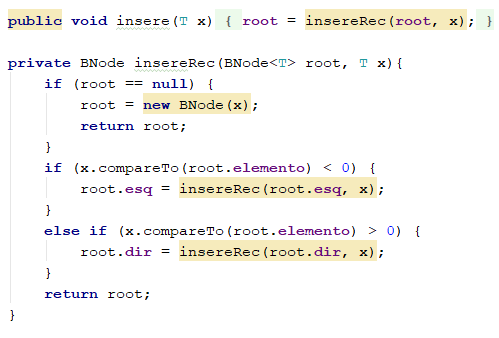 public void insere(T x) { root = insereRec(root, x); }
private BNode insereRec(BNode<T> root, T x){
if (root == null) {
root = new BNode(x);
return root;
}
if (x.compareTo(root.elemento) < 0) {
root.esq = insereRec(root.esq, x);
}
else if (x.compareTo(root.elemento) > 0) {
root.dir = insereRec(root.dir, x);
}
return root;
}